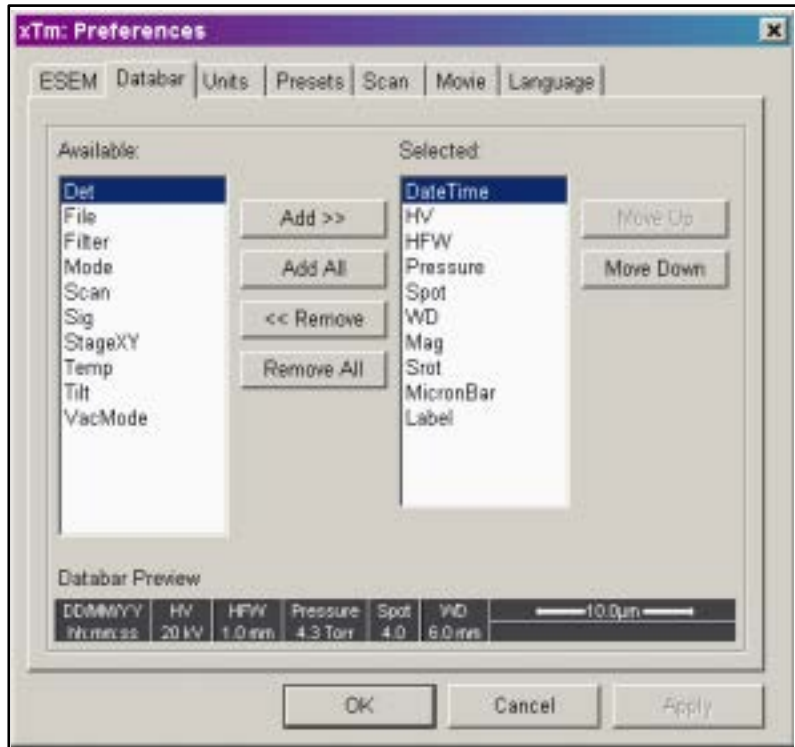 xTm: Preferences
ESEM Databar Units Presets Scan Movie Language
Available:
Det
File
Filter
Mode
Scan
Sig
StageXY
Temp
Tilt
VacMode
Add >>
Add All
<< Remove
Remove All
Selected:
DateTime
HV
HFW
Pressure
Spot
WD
Mag
Srot
MicronBar
Label
Move Up
Move Down
Databar Preview
DD/MM/YY HV HFW Pressure Spot WD 10.0µm
hh:mm:ss 20 kV 1.0 mm 4.3 Torr 4.0 6.0 mm
OK Cancel Apply